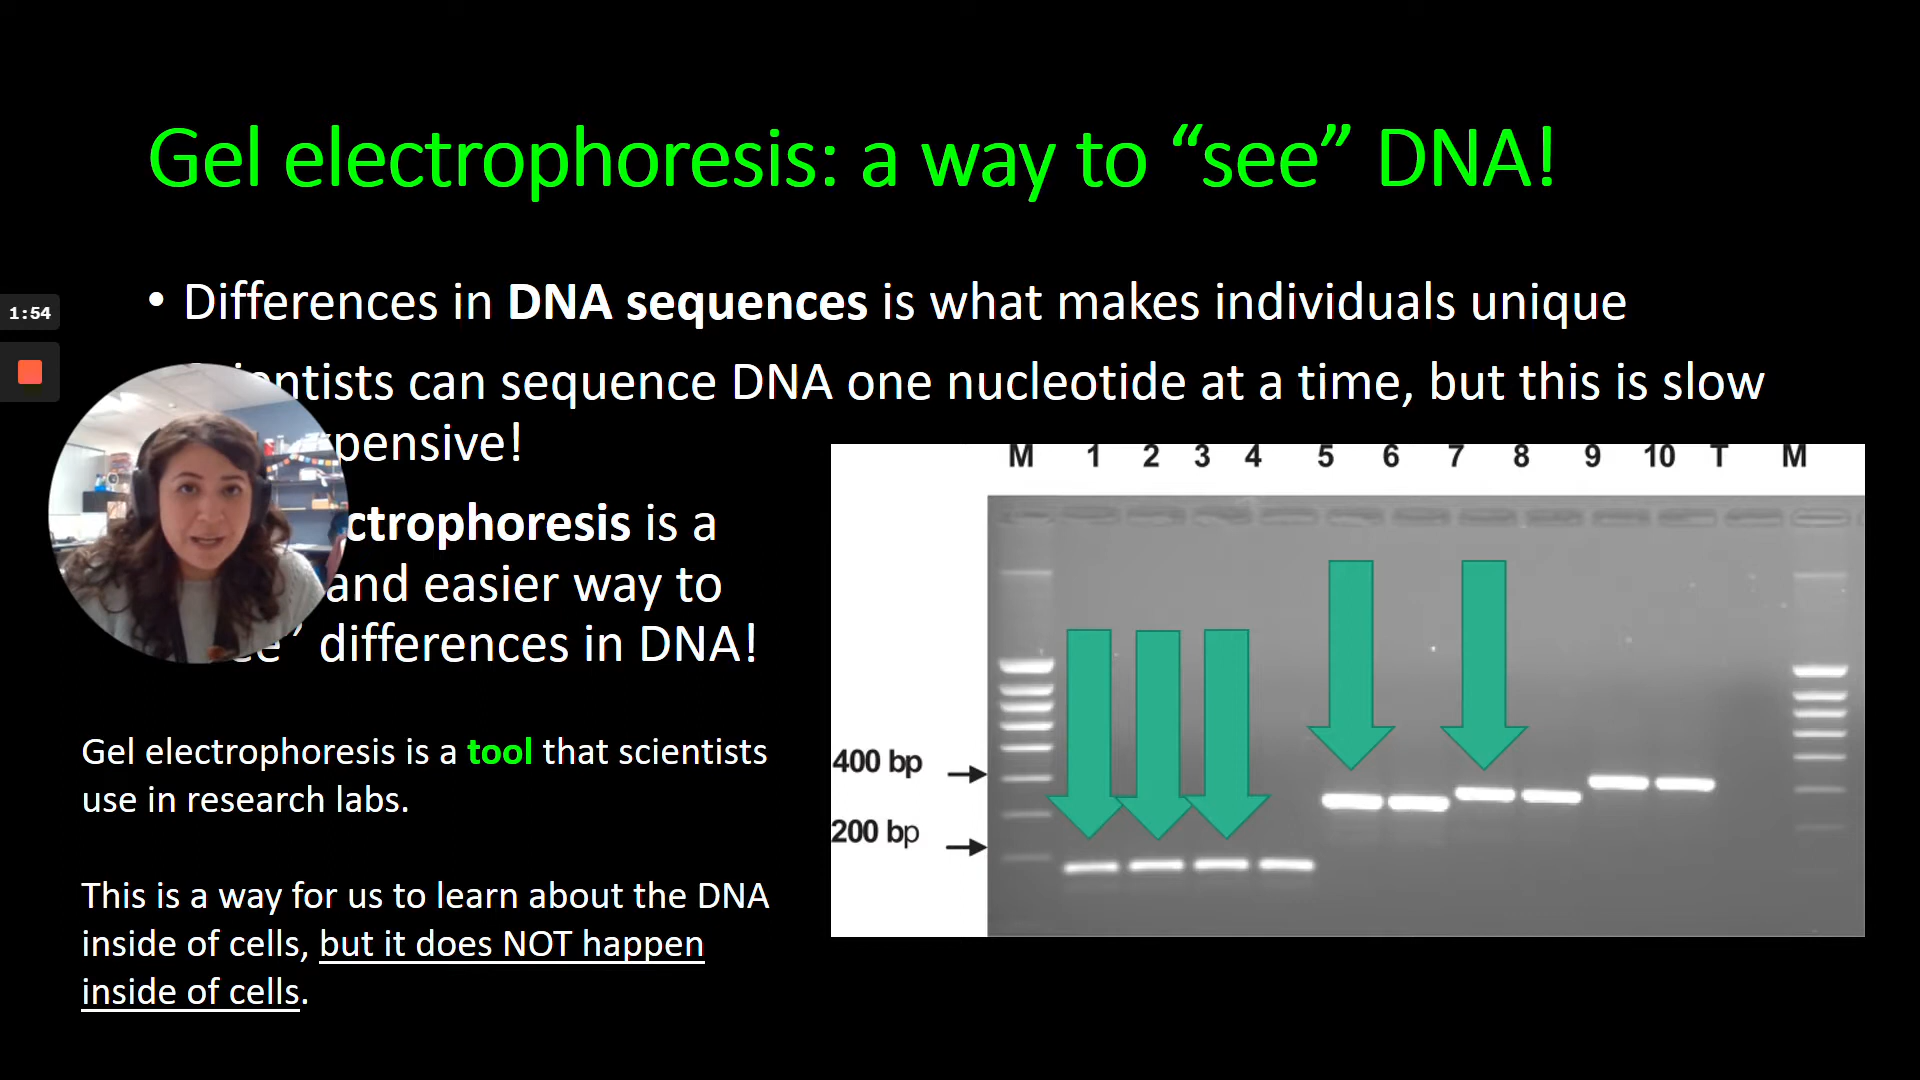 Gel electrophoresis: a way to “see” DNA!
• Differences in DNA sequences is what makes individuals unique
1:54
can sequence DNA one nucleotide at a time, but this is slow
is a
and easier way to
differences in DNA!
M 1 2 3 4 5 6 7 8 9 10 T M
400 bp
200 bp
Gel electrophoresis is a tool that scientists
use in research labs.
This is a way for us to learn about the DNA
inside of cells, but it does NOT happen
inside of cells.